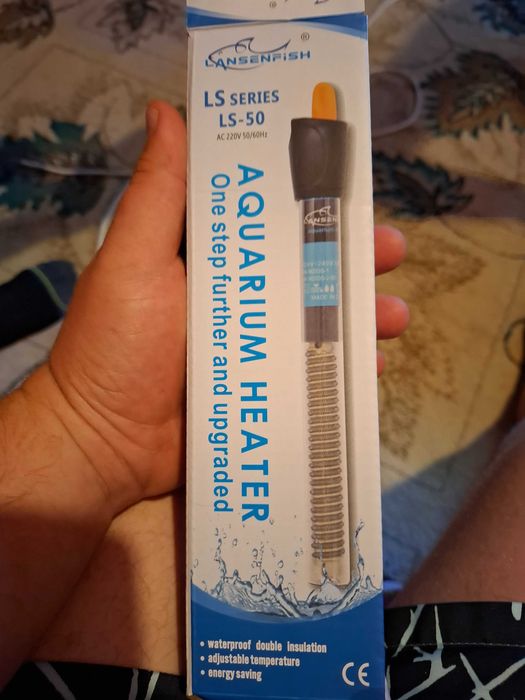 LANSENFISH®
LS SERIES
LS-50
AC 220V 50/60Hz
AQUARIUM HEATER
One step further and upgraded
• waterproof double insulation
• adjustable temperature
• energy saving
CE